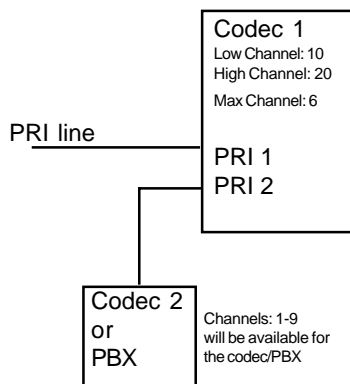 Codec 1
Low Channel: 10
High Channel: 20
Max Channel: 6
PRI line
PRI 1
PRI 2
Codec 2
or
PBX
Channels: 1-9
will be available for
the codec/PBX